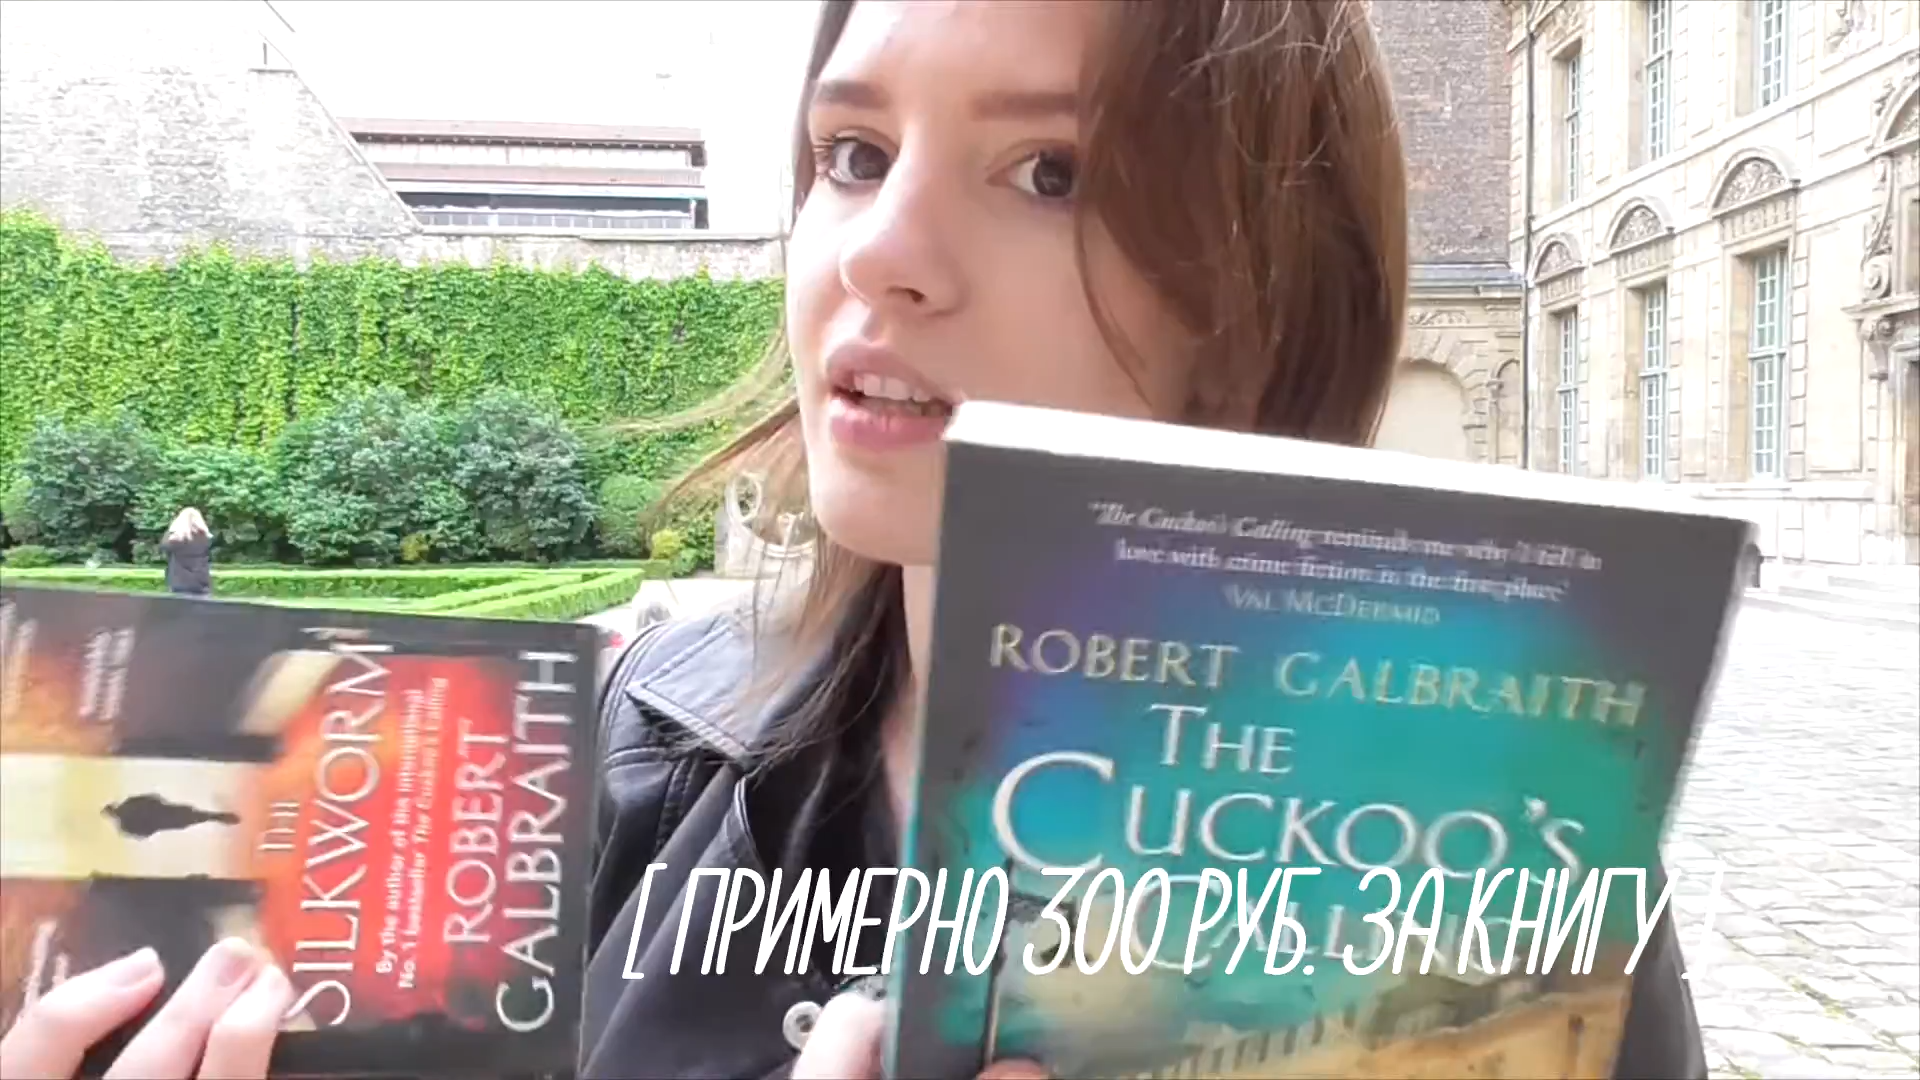 THE
SILKWORM
By the author of the international
No. 1 bestseller The Cuckoo's Calling
ROBERT
GALBRAITH
"The Cuckoo's Calling reminds me why I fell in
love with crime fiction in the first place"
VAL MCDERMID
ROBERT GALBRAITH
THE
CUCKOO'S
CALLING
[ ПРИМЕРНО 300 РУБ. ЗА КНИГУ ]